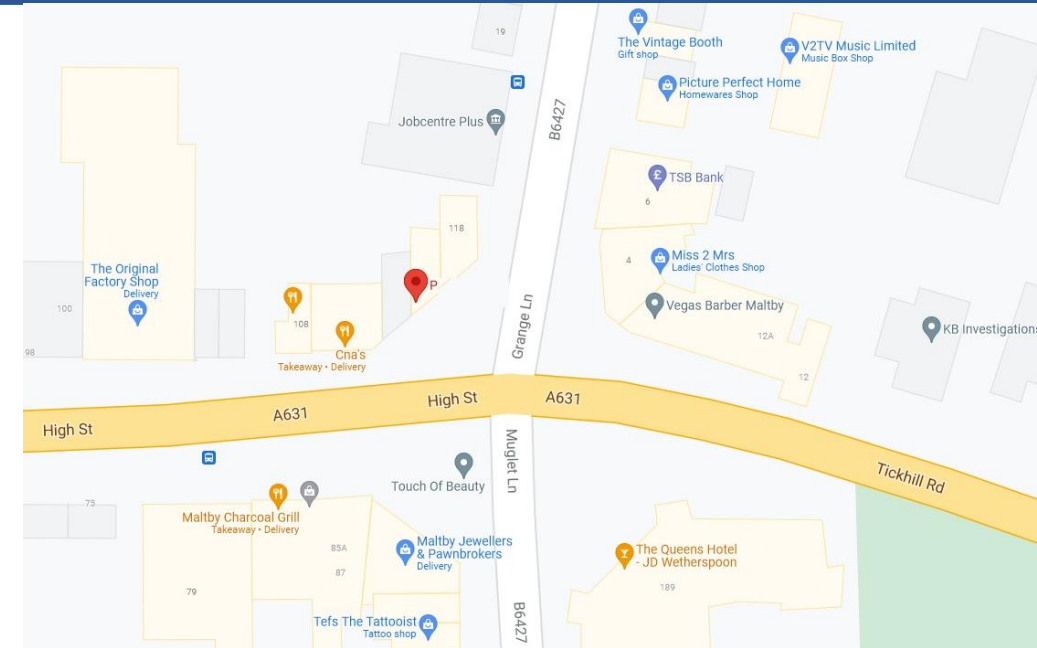 19
The Vintage Booth
Gift shop
V2TV Music Limited
Music Box Shop
Picture Perfect Home
Homewares Shop
Jobcentre Plus
B6427
TSB Bank
6
118
4
Miss 2 Mrs
Ladies' Clothes Shop
The Original
Factory Shop
Delivery
P
100
108
Vegas Barber Maltby
12A
KB Investigations
Grange Ln
98
Cna's
Takeaway • Delivery
12
High St
A631
High St
A631
Tickhill Rd
Muglet Ln
Touch Of Beauty
75
Maltby Charcoal Grill
Takeaway • Delivery
85A
87
79
Maltby Jewellers
& Pawnbrokers
Delivery
The Queens Hotel
- JD Wetherspoon
189
Tefs The Tattooist
Tattoo shop
B6427